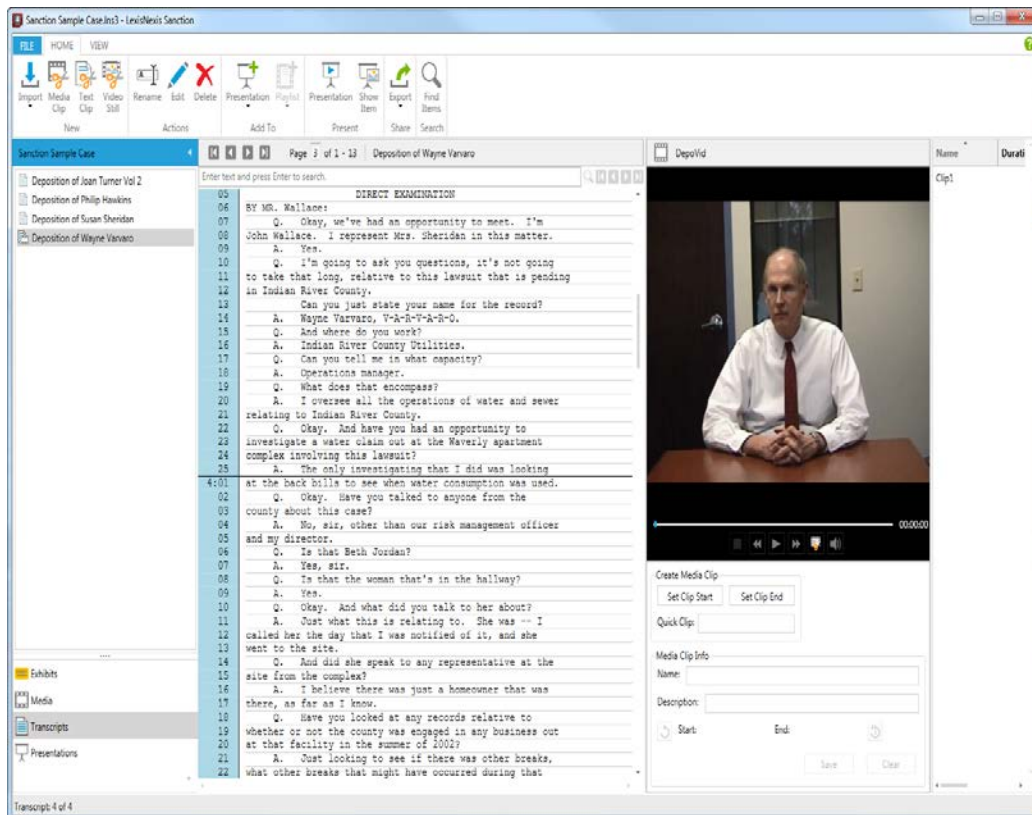 Sanction Sample Case.lns3 - LexisNexis Sanction
FILE HOME VIEW
Import Media Clip Text Clip Video Still Rename Edit Delete Presentation Playlist Presentation Show Item Export Find Items
New Actions Add To Present Share Search
Sanction Sample Case
Deposition of Joan Turner Vol 2
Deposition of Philip Hawkins
Deposition of Susan Sheridan
Deposition of Wayne Varvaro
Exhibits
Media
Transcripts
Presentations
Page 3 of 1 - 13 Deposition of Wayne Varvaro
Enter text and press Enter to search.
05 DIRECT EXAMINATION
06 BY MR. Wallace:
07 Q. Okay, we've had an opportunity to meet. I'm
08 John Wallace. I represent Mrs. Sheridan in this matter.
09 A. Yes.
10 Q. I'm going to ask you questions, it's not going
11 to take that long, relative to this lawsuit that is pending
12 in Indian River County.
13 Can you just state your name for the record?
14 A. Wayne Varvaro, V-A-R-V-A-R-O.
15 Q. And where do you work?
16 A. Indian River County Utilities.
17 Q. Can you tell me in what capacity?
18 A. Operations manager.
19 Q. What does that encompass?
20 A. I oversee all the operations of water and sewer
21 relating to Indian River County.
22 Q. Okay. And have you had an opportunity to
23 investigate a water claim out at the Waverly apartment
24 complex involving this lawsuit?
25 A. The only investigating that I did was looking
4:01 at the back bills to see when water consumption was used.
02 Q. Okay. Have you talked to anyone from the
03 county about this case?
04 A. No, sir, other than our risk management officer
05 and my director.
06 Q. Is that Beth Jordan?
07 A. Yes, sir.
08 Q. Is that the woman that's in the hallway?
09 A. Yes.
10 Q. Okay. And what did you talk to her about?
11 A. Just what this is relating to. She was -- I
12 called her the day that I was notified of it, and she
13 went to the site.
14 Q. And did she speak to any representative at the
15 site from the complex?
16 A. I believe there was just a homeowner that was
17 there, as far as I know.
18 Q. Have you looked at any records relative to
19 whether or not the county was engaged in any business out
20 at that facility in the summer of 2002?
21 A. Just looking to see if there was other breaks,
22 what other breaks that might have occurred during that
DepoVid
00:00:00
Create Media Clip
Set Clip Start Set Clip End
Quick Clip:
Media Clip Info
Name:
Description:
Start: End:
Save Clear
Name Durati
Clip1
Transcript: 4 of 4